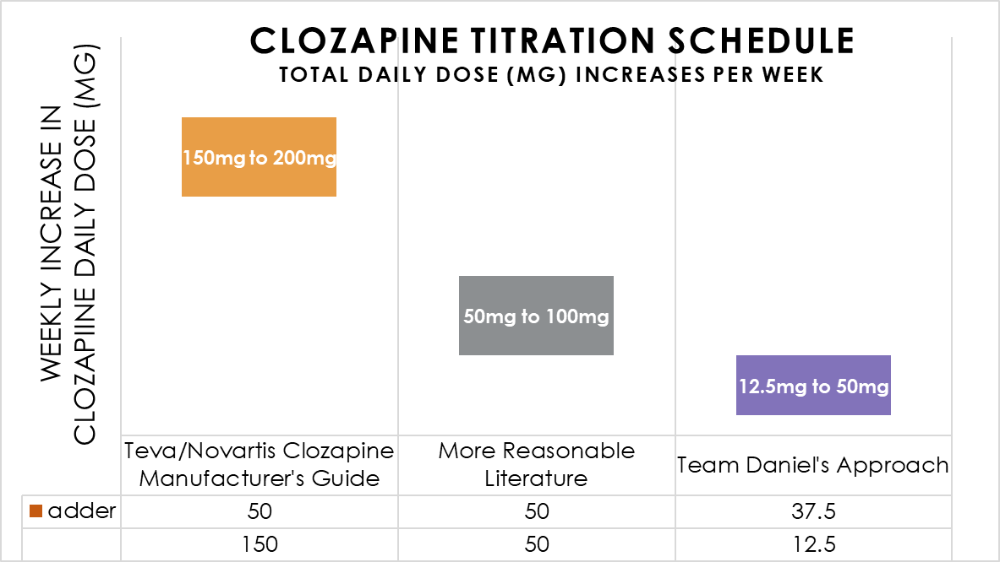 CLOZAPINE TITRATION SCHEDULE
TOTAL DAILY DOSE (MG) INCREASES PER WEEK
WEEKLY INCREASE IN
CLOZAPIINE DAILY DOSE (MG)
150mg to 200mg
50mg to 100mg
12.5mg to 50mg
Teva/Novartis Clozapine
Manufacturer's Guide
More Reasonable
Literature
Team Daniel's Approach
adder 50 50 37.5
150 50 12.5